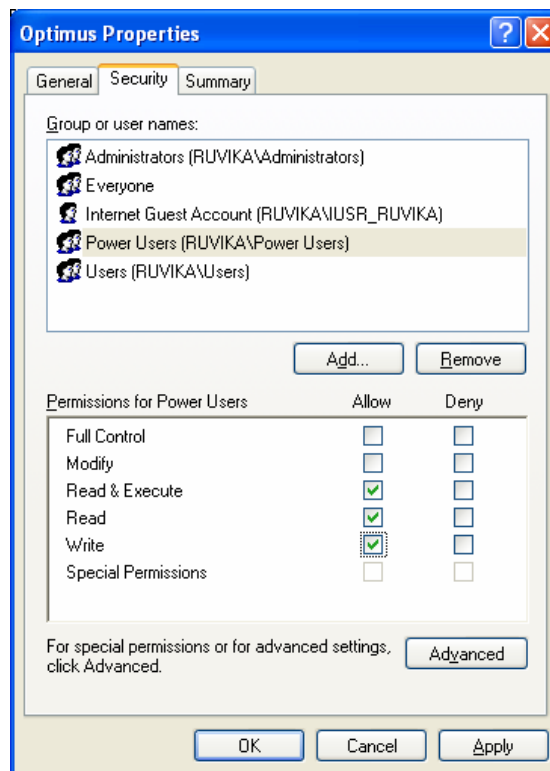 Optimus Properties
General Security Summary
Group or user names:
Administrators (RUVIKA\Administrators)
Everyone
Internet Guest Account (RUVIKA\IUSR_RUVIKA)
Power Users (RUVIKA\Power Users)
Users (RUVIKA\Users)
Add... Remove
Permissions for Power Users Allow Deny
Full Control
Modify
Read & Execute
Read
Write
Special Permissions
For special permissions or for advanced settings,
click Advanced.
Advanced
OK Cancel Apply